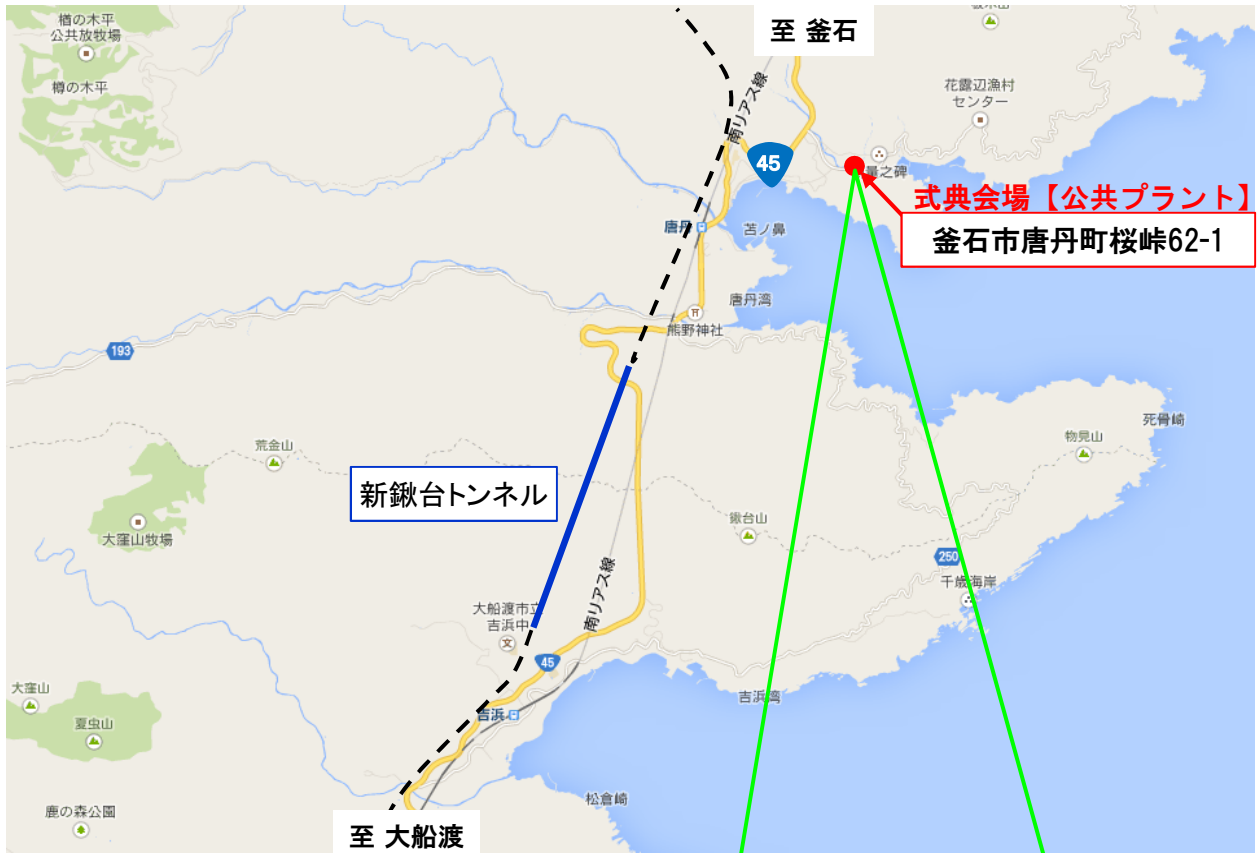 楢の木平
公共放牧場
樽の木平
至 釜石
花露辺漁村
センター
南リアス線
45
量之碑
式典会場【公共プラント】
釜石市唐丹町桜峠62-1
唐丹
苫ノ鼻
唐丹湾
熊野神社
193
死骨崎
物見山
荒金山
新鍬台トンネル
鍬台山
大窪山牧場
250
千歳海岸
南リアス線
大船渡市立
吉浜中
45
大窪山
吉浜湾
吉浜
夏虫山
松倉崎
鹿の森公園
至 大船渡